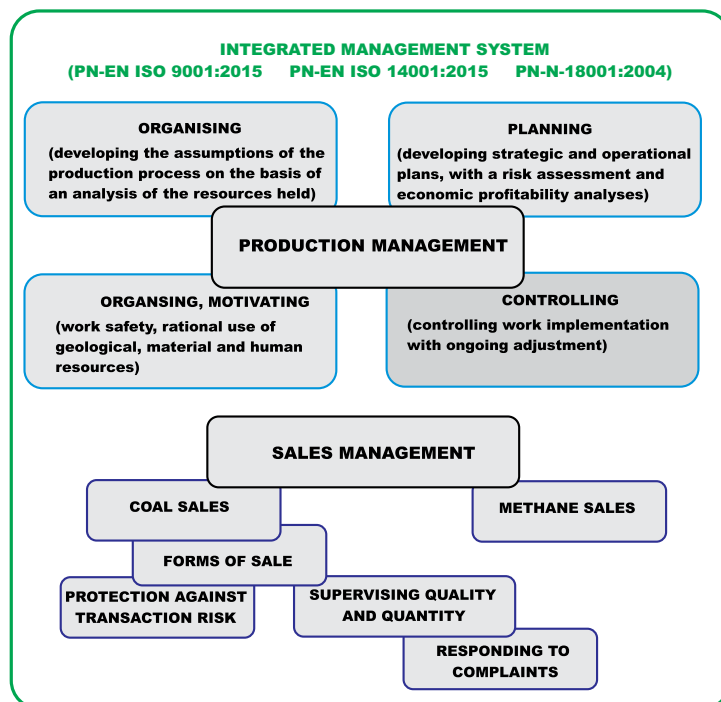 INTEGRATED MANAGEMENT SYSTEM
(PN-EN ISO 9001:2015 PN-EN ISO 14001:2015 PN-N-18001:2004)
ORGANISING
(developing the assumptions of the
production process on the basis of
an analysis of the resources held)
PLANNING
(developing strategic and operational
plans, with a risk assessment and
economic profitability analyses)
PRODUCTION MANAGEMENT
ORGANSING, MOTIVATING
(work safety, rational use of
geological, material and human
resources)
CONTROLLING
(controlling work implementation
with ongoing adjustment)
SALES MANAGEMENT
COAL SALES
METHANE SALES
FORMS OF SALE
PROTECTION AGAINST
TRANSACTION RISK
SUPERVISING QUALITY
AND QUANTITY
RESPONDING TO
COMPLAINTS